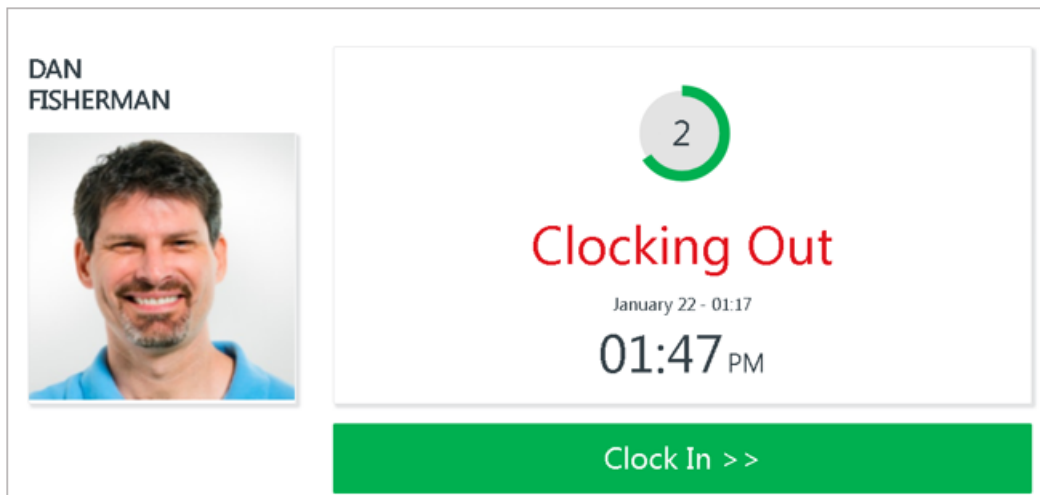 DAN
FISHERMAN
2
Clocking Out
January 22 - 01:17
01:47 PM
Clock In >>